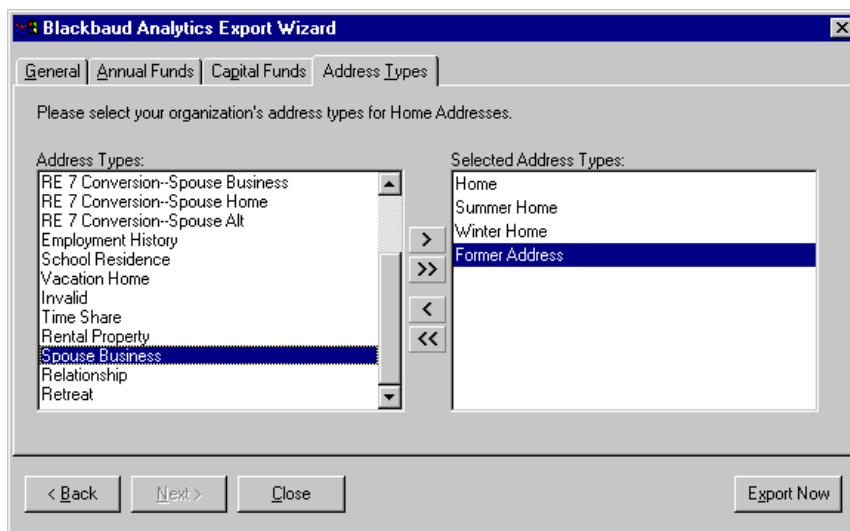 Blackbaud Analytics Export Wizard
General Annual Funds Capital Funds Address Types
Please select your organization's address types for Home Addresses.
Address Types:
RE 7 Conversion--Spouse Business
RE 7 Conversion--Spouse Home
RE 7 Conversion--Spouse Alt
Employment History
School Residence
Vacation Home
Invalid
Time Share
Rental Property
Spouse Business
Relationship
Retreat
>
>>
<
<<
Selected Address Types:
Home
Summer Home
Winter Home
Former Address
< Back Next > Close Export Now